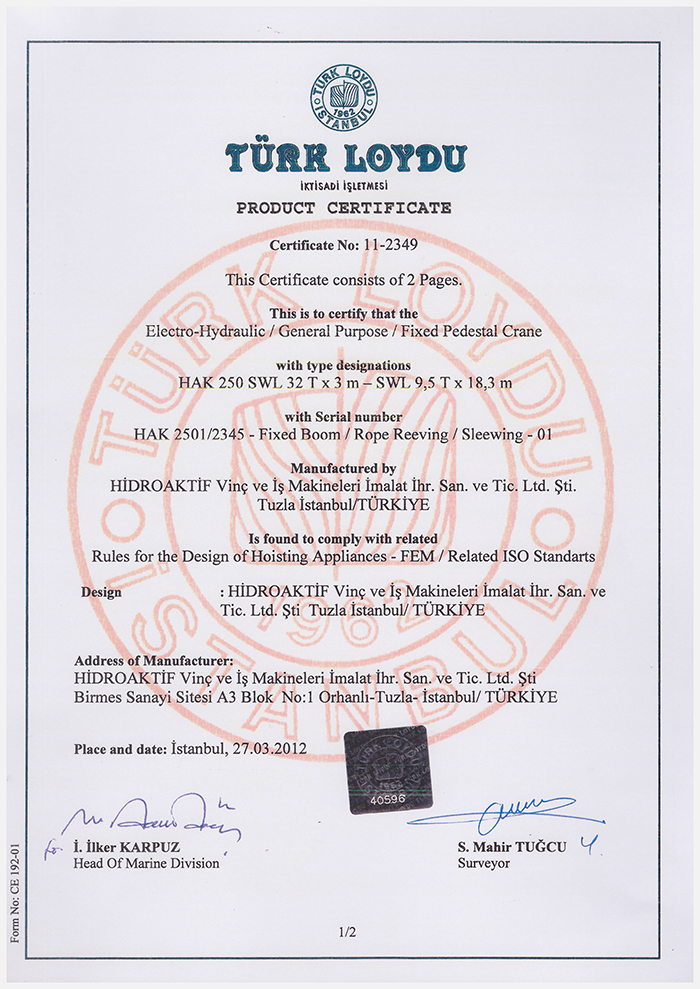 TÜRK LOYDU
1962
İSTANBUL
TÜRK LOYDU
İKTİSADİ İŞLETMESİ
PRODUCT CERTIFICATE
Certificate No: 11-2349
This Certificate consists of 2 Pages.
This is to certify that the
Electro-Hydraulic / General Purpose / Fixed Pedestal Crane
with type designations
HAK 250 SWL 32 T x 3 m – SWL 9,5 T x 18,3 m
with Serial number
HAK 2501/2345 - Fixed Boom / Rope Reeving / Sleewing - 01
Manufactured by
HİDROAKTİF Vinç ve İş Makineleri İmalat İhr. San. ve Tic. Ltd. Şti.
Tuzla İstanbul/TÜRKİYE
Is found to comply with related
Rules for the Design of Hoisting Appliances - FEM / Related ISO Standarts
Design : HİDROAKTİF Vinç ve İş Makineleri İmalat İhr. San. ve
Tic. Ltd. Şti Tuzla İstanbul/ TÜRKİYE
Address of Manufacturer:
HİDROAKTİF Vinç ve İş Makineleri İmalat İhr. San. ve Tic. Ltd. Şti
Birmes Sanayi Sitesi A3 Blok No:1 Orhanlı-Tuzla- İstanbul/ TÜRKİYE
Place and date: İstanbul, 27.03.2012
40596
for İ. İlker KARPUZ
Head Of Marine Division
S. Mahir TUĞCU
Surveyor
Form No: CE 192-01
1/2
TÜRK LOYDU
1962
İSTANBUL